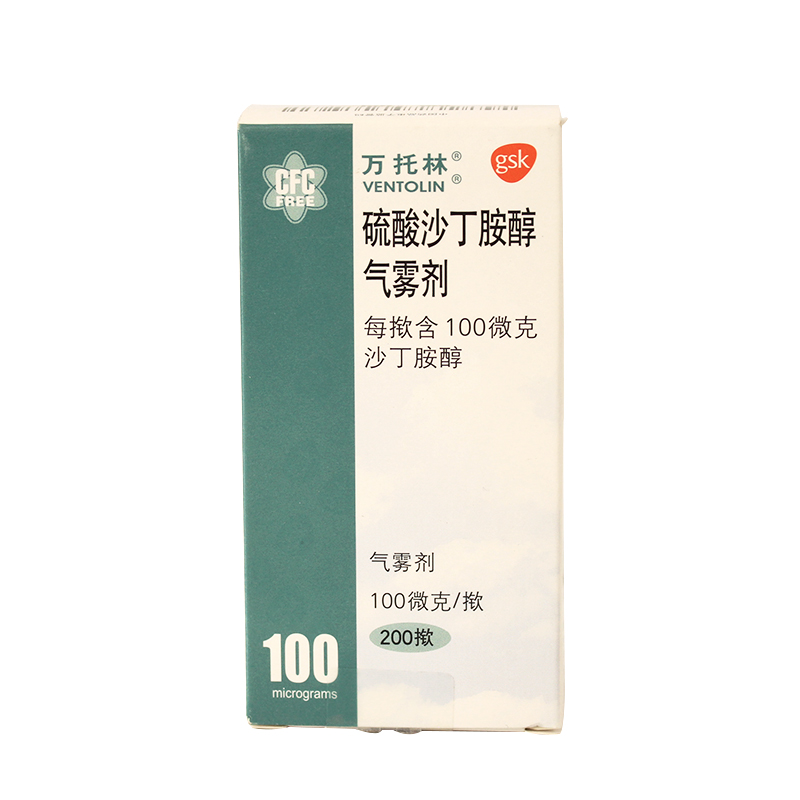 CFC
FREE
万托林®
VENTOLIN®
gsk
硫酸沙丁胺醇
气雾剂
每揿含100微克
沙丁胺醇
气雾剂
100微克/揿
200揿
100
micrograms